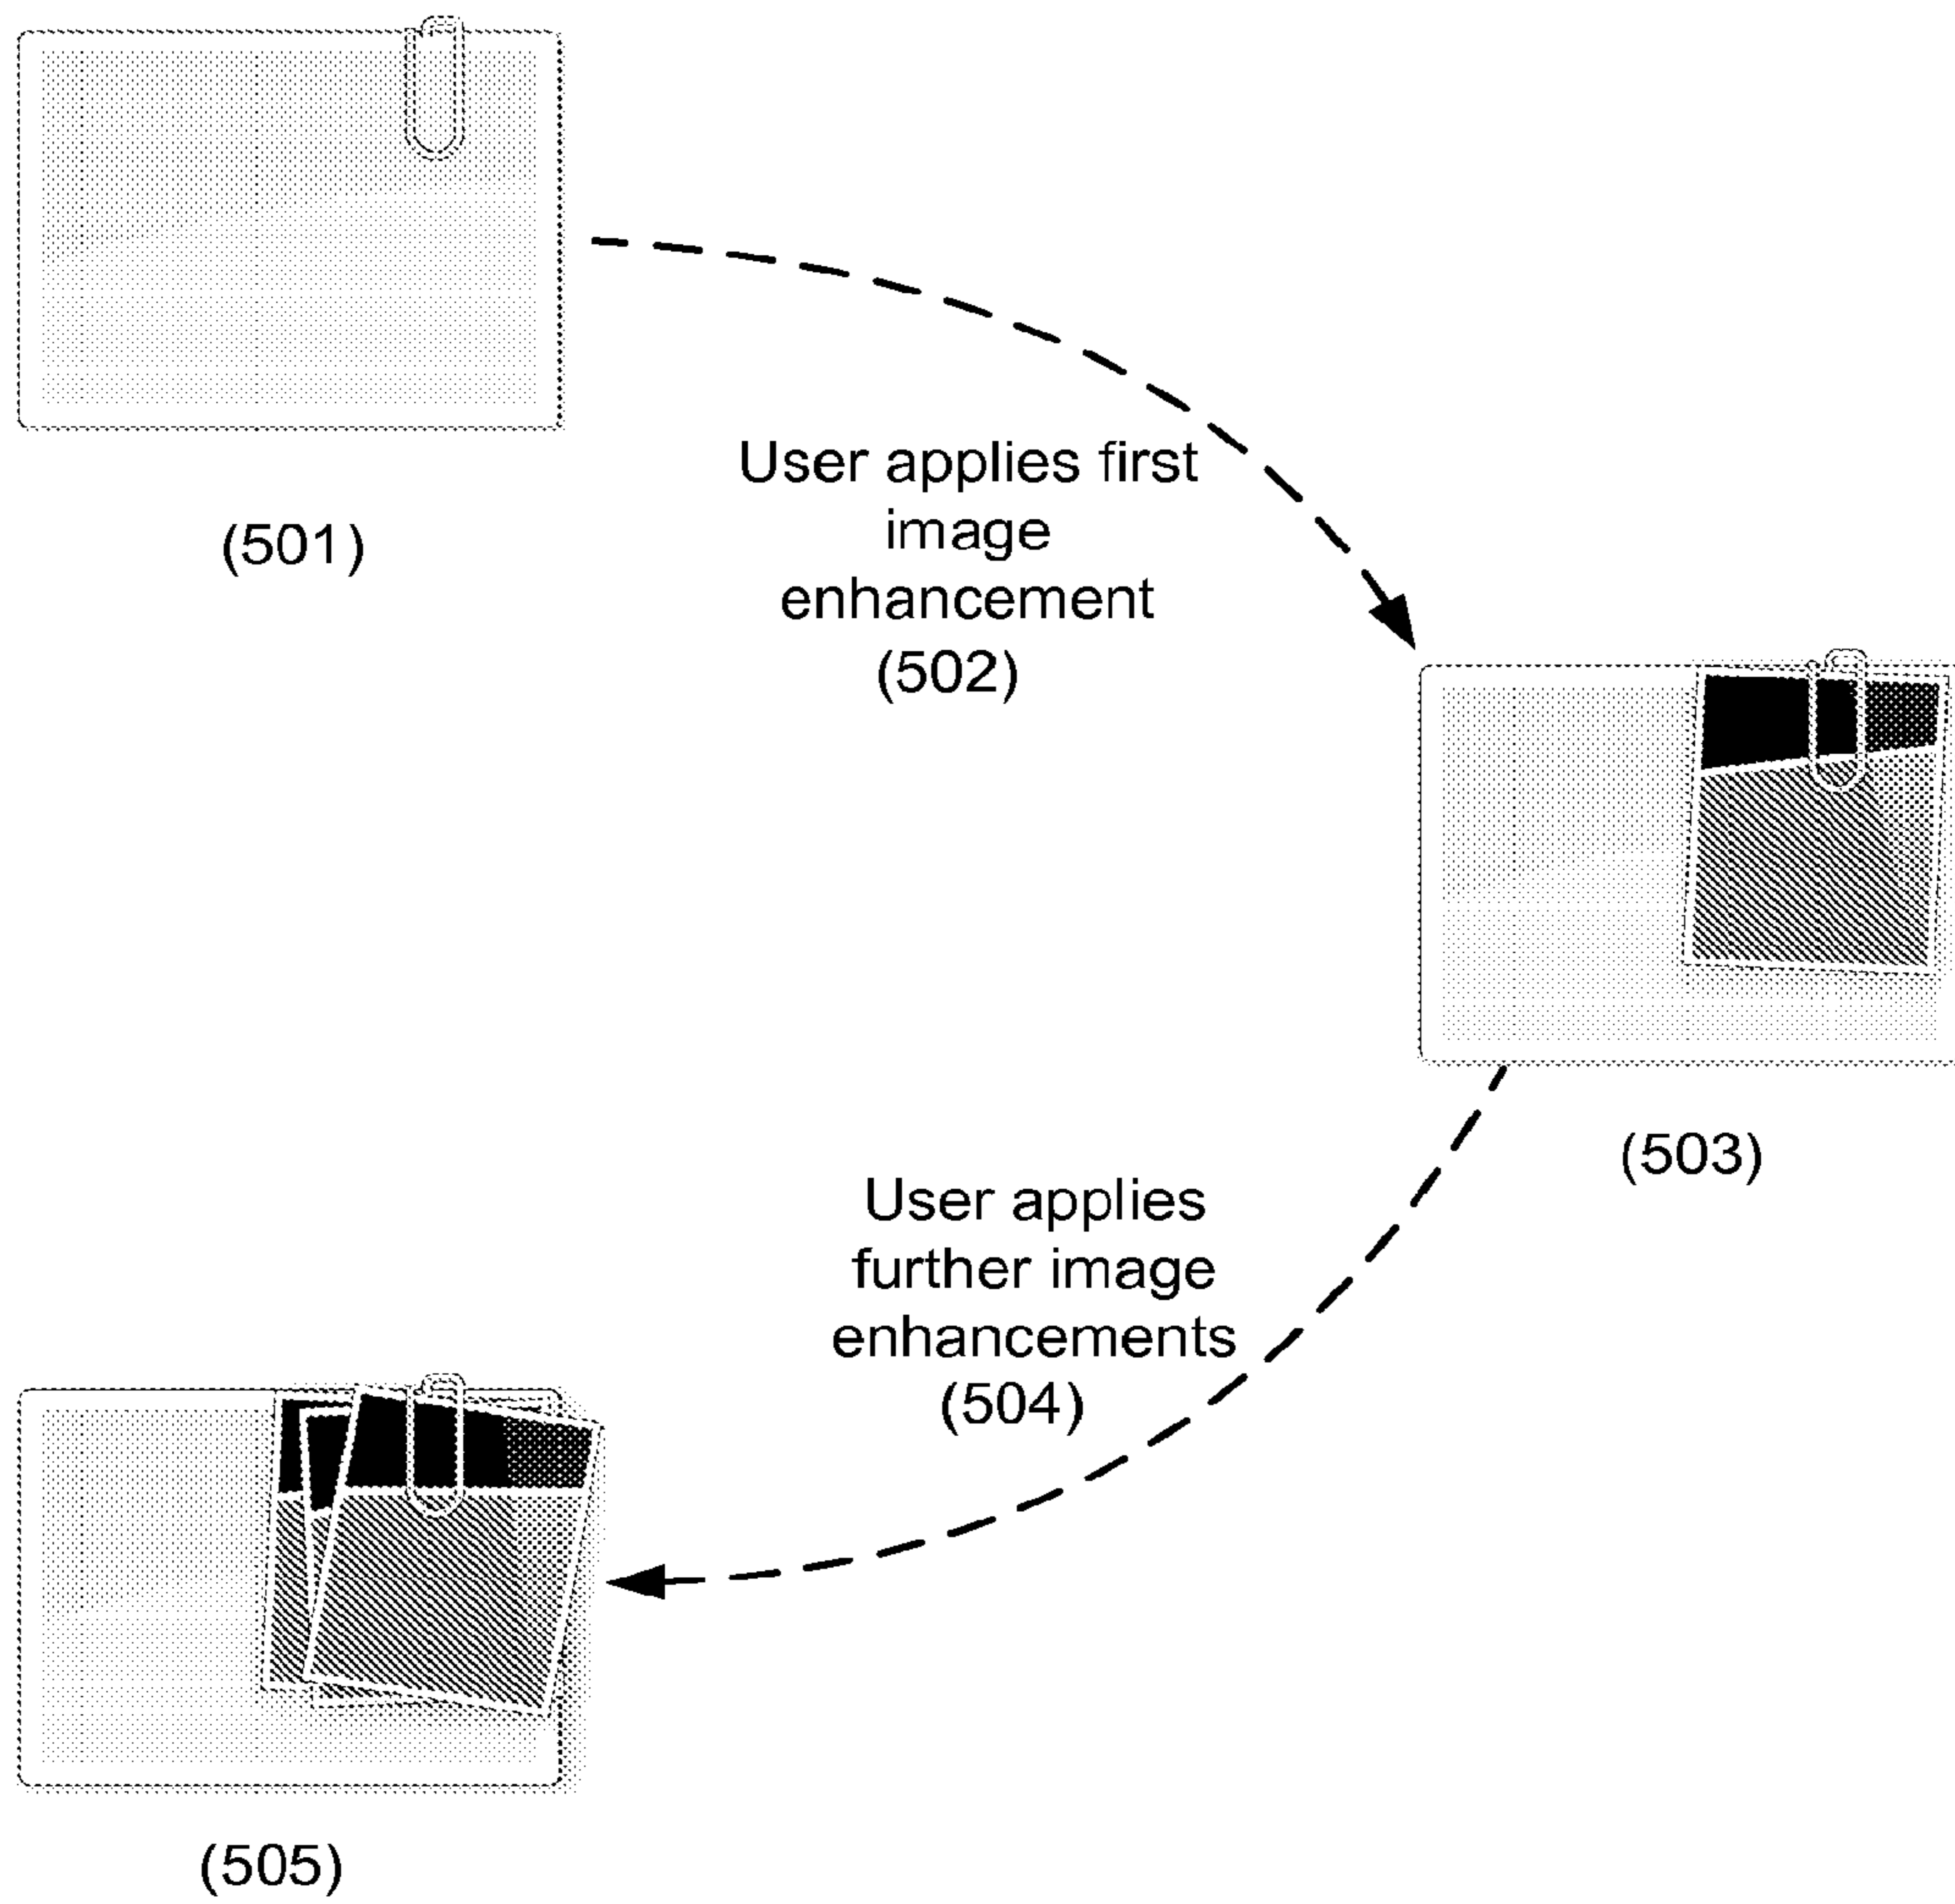 (501)
User applies first
image
enhancement
(502)
(503)
User applies
further image
enhancements
(504)
(505)